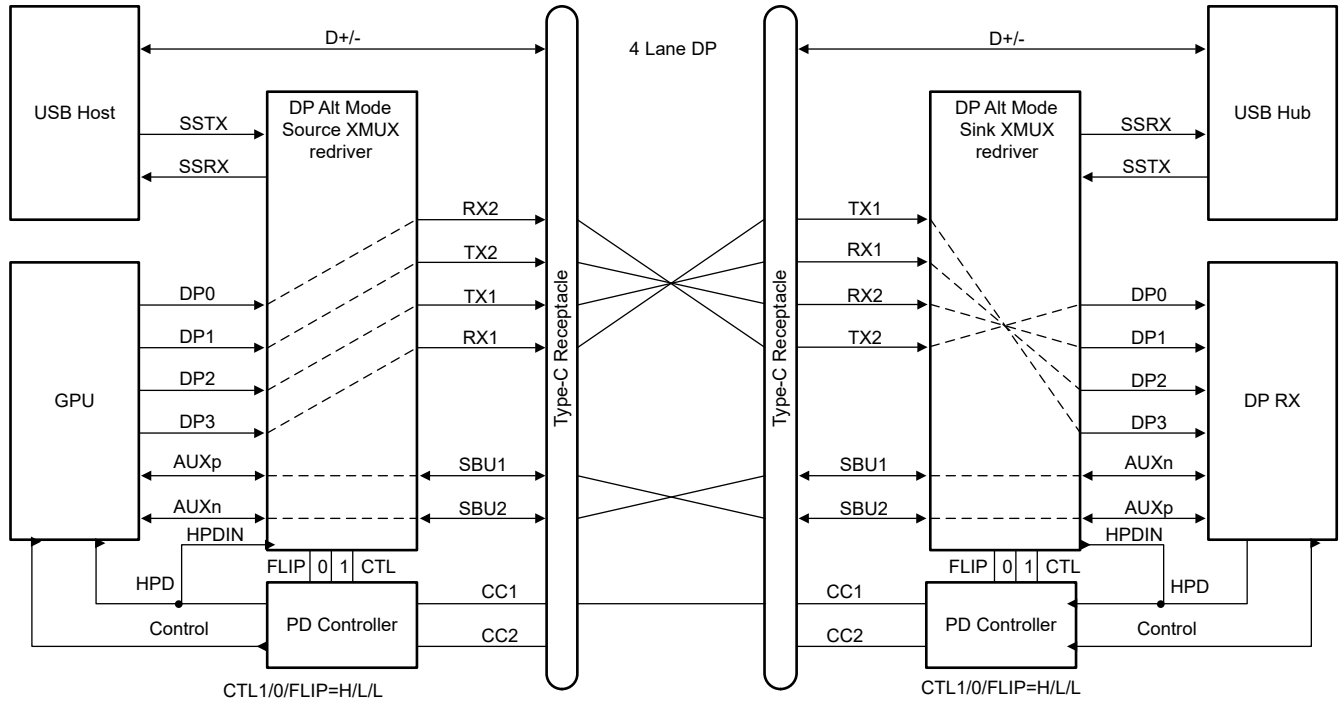 D+/-
4 Lane DP
D+/-
USB Host
DP Alt Mode
Source XMUX
redriver
DP Alt Mode
Sink XMUX
redriver
USB Hub
SSTX
SSRX
SSRX
SSTX
RX2
TX2
TX1
RX1
TX1
RX1
RX2
TX2
Type-C Receptacle
Type-C Receptacle
GPU
DP0
DP1
DP2
DP3
AUXp
AUXn
SBU1
SBU2
SBU1
SBU2
DP0
DP1
DP2
DP3
AUXn
AUXp
DP RX
HPDIN
HPDIN
FLIP 0 1 CTL
FLIP 0 1 CTL
HPD
Control
PD Controller
CC1
CC2
CC1
CC2
PD Controller
HPD
Control
CTL1/0/FLIP=H/L/L
CTL1/0/FLIP=H/L/L